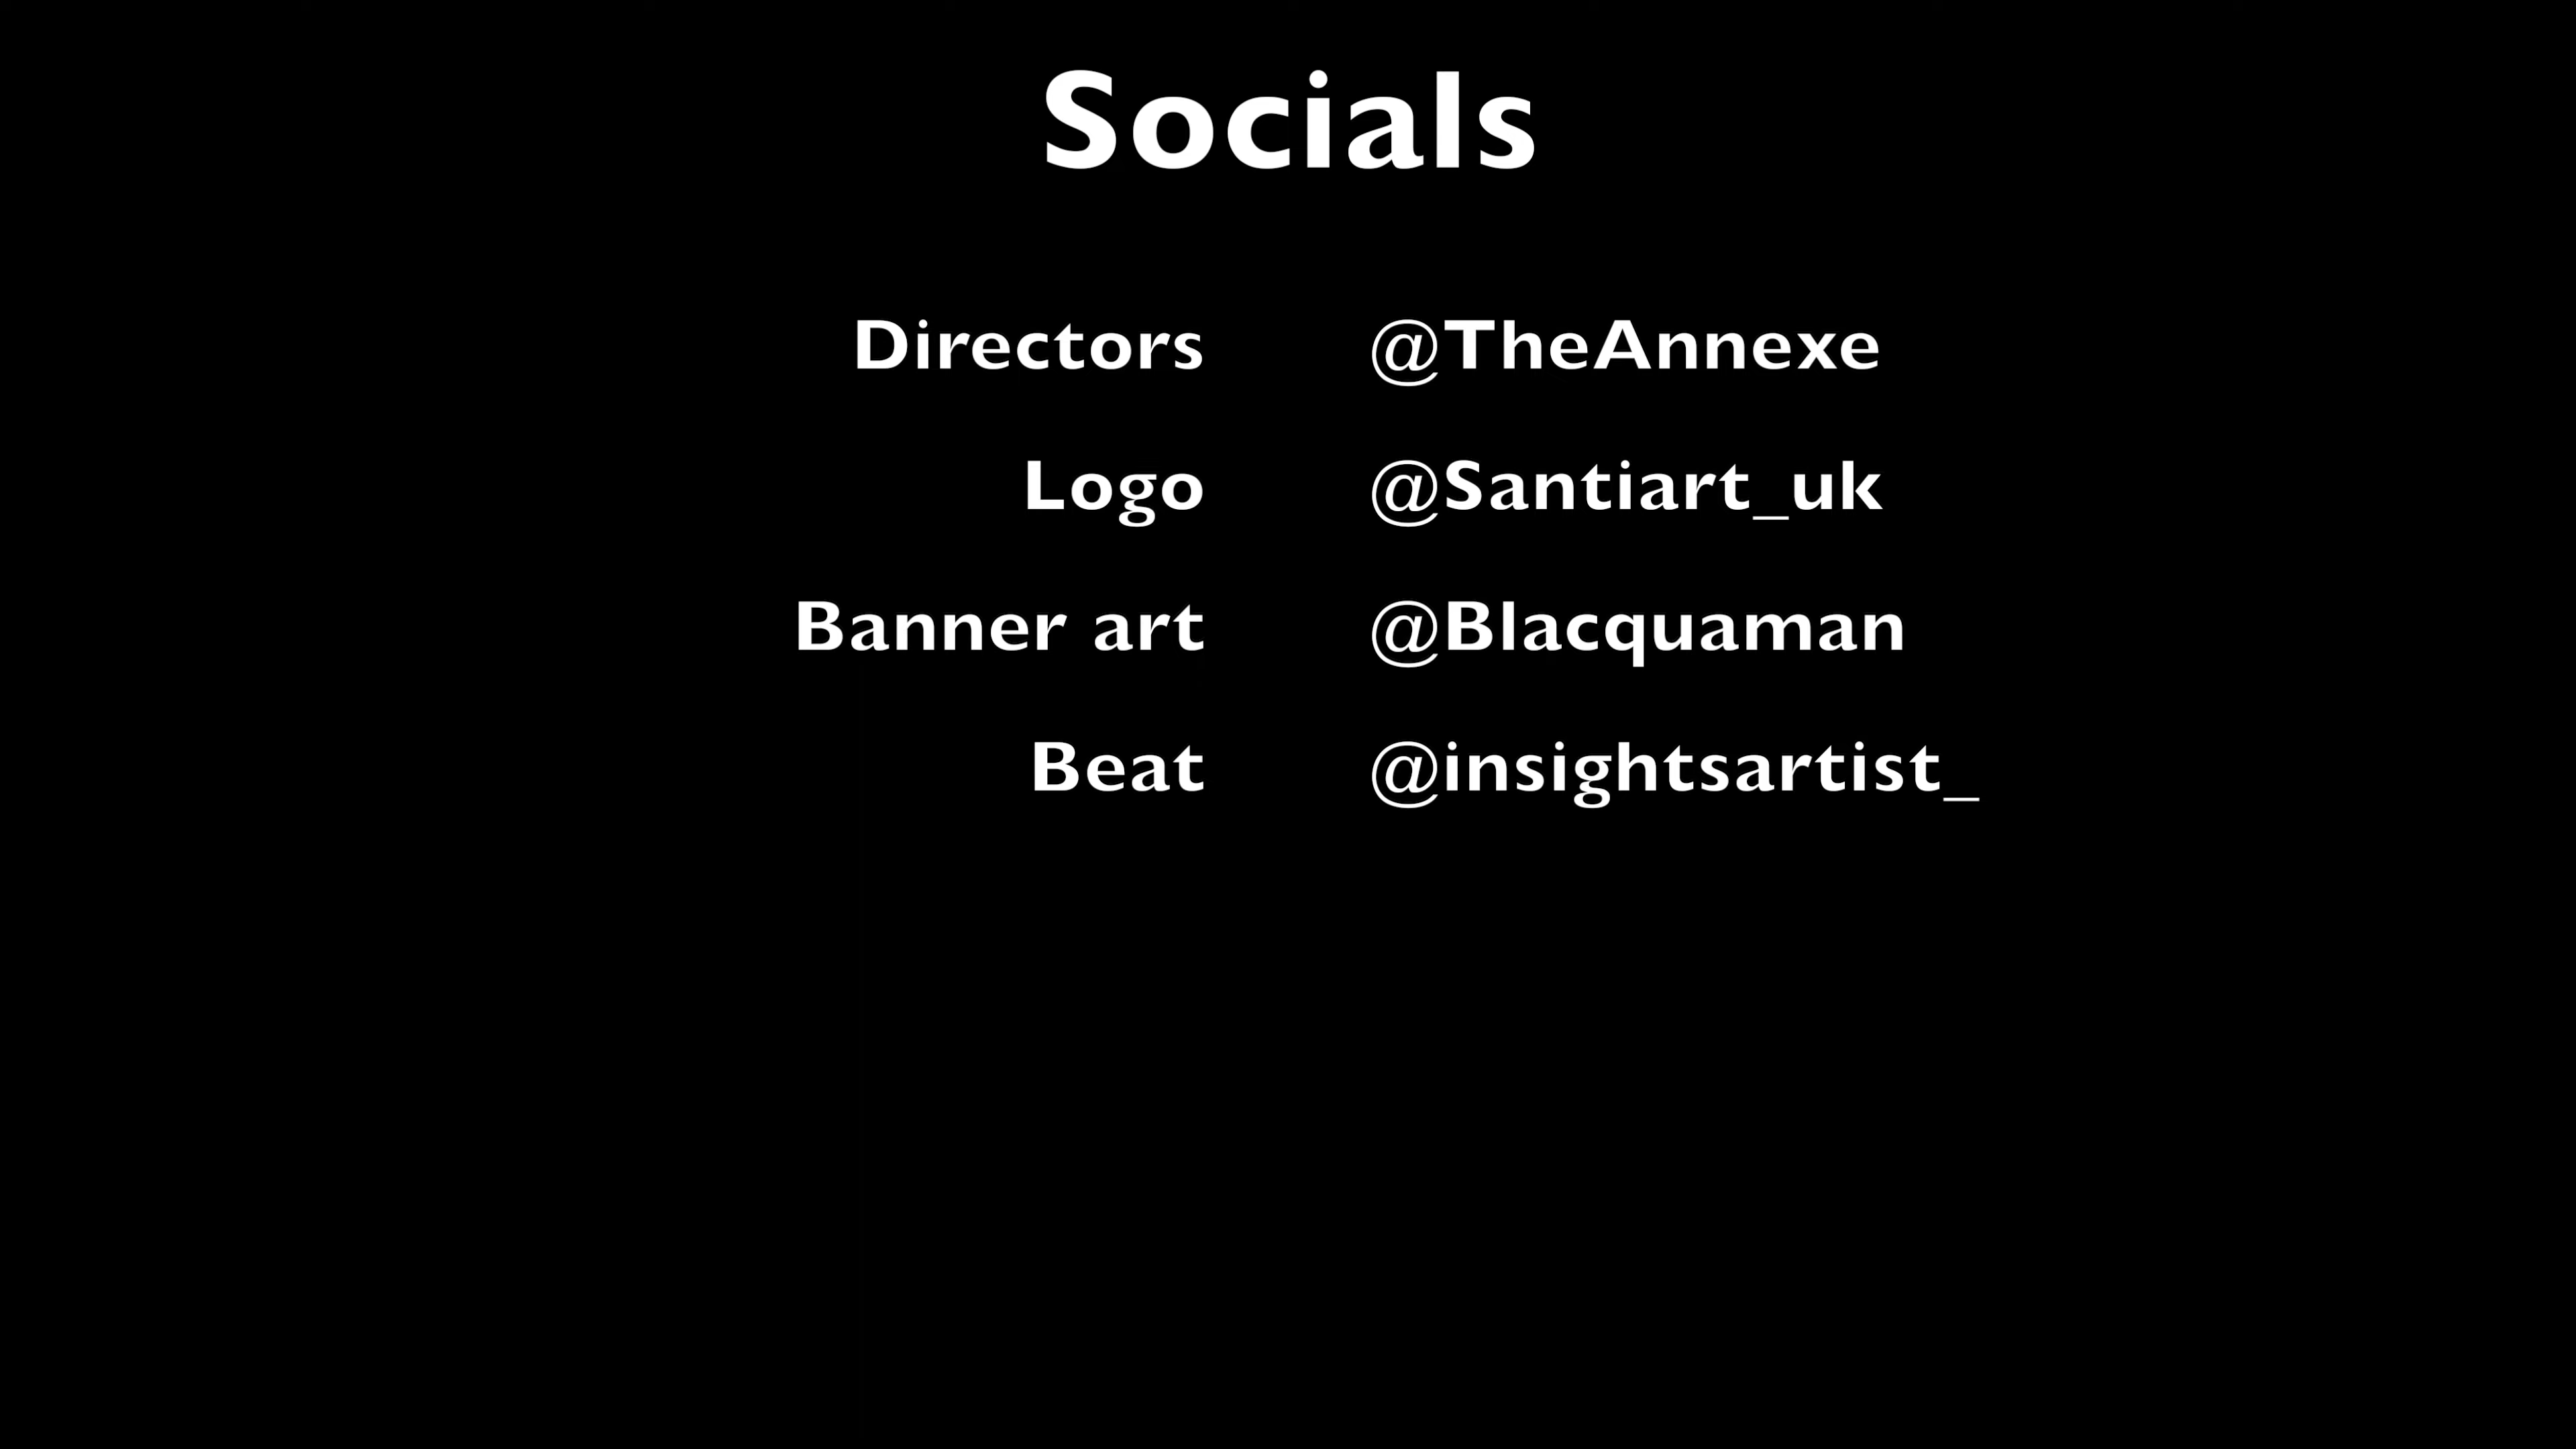 Socials
Directors @TheAnnexe
Logo @Santiart_uk
Banner art @Blacquaman
Beat @insightsartist_